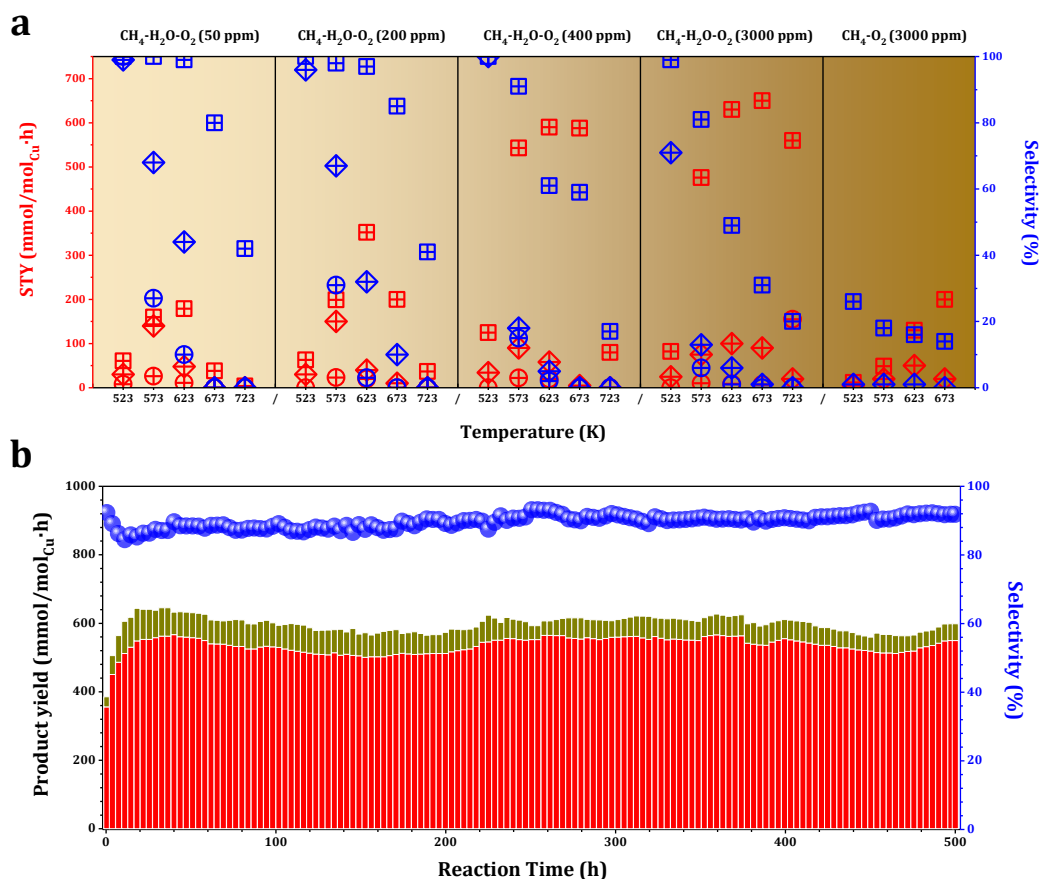 a
CH4-H2O-O2 (50 ppm) CH4-H2O-O2 (200 ppm) CH4-H2O-O2 (400 ppm) CH4-H2O-O2 (3000 ppm) CH4-O2 (3000 ppm)
STY (mmol/molCu·h)
700
600
500
400
300
200
100
0
100
80
60
40
20
0
Selectivity (%)
523 573 623 673 723 / 523 573 623 673 723 / 523 573 623 673 723 / 523 573 623 673 723 / 523 573 623 673
Temperature (K)
b
Product yield (mmol/molCu·h)
1000
800
600
400
200
0
100
80
60
40
20
0
Selectivity (%)
0 100 200 300 400 500
Reaction Time (h)